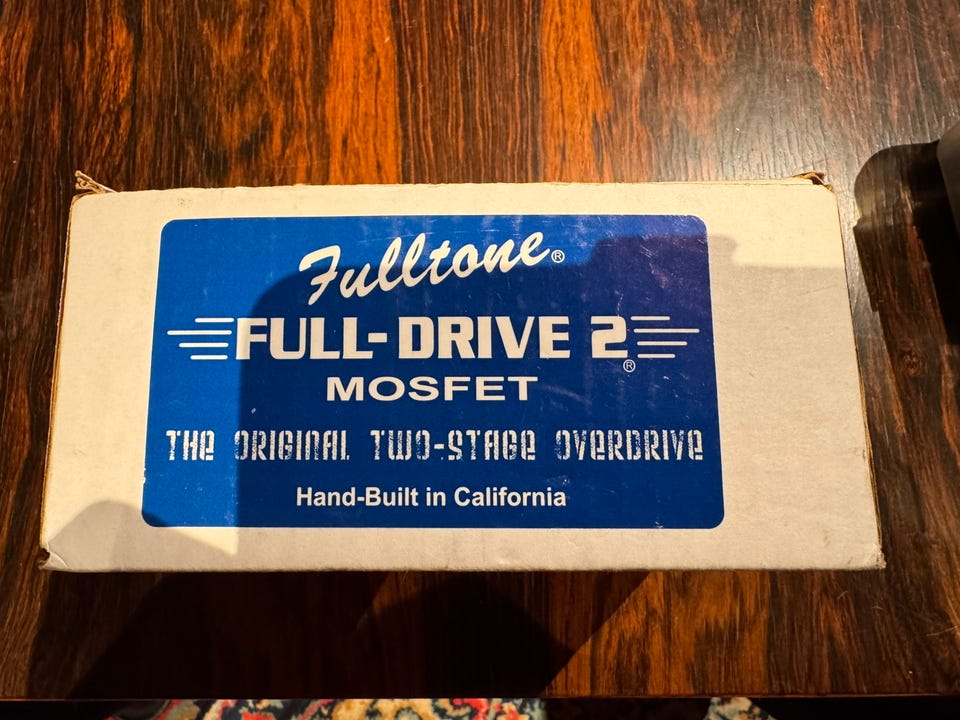 Fulltone®
FULL-DRIVE 2®
MOSFET
THE ORIGINAL TWO-STAGE OVERDRIVE
Hand-Built in California